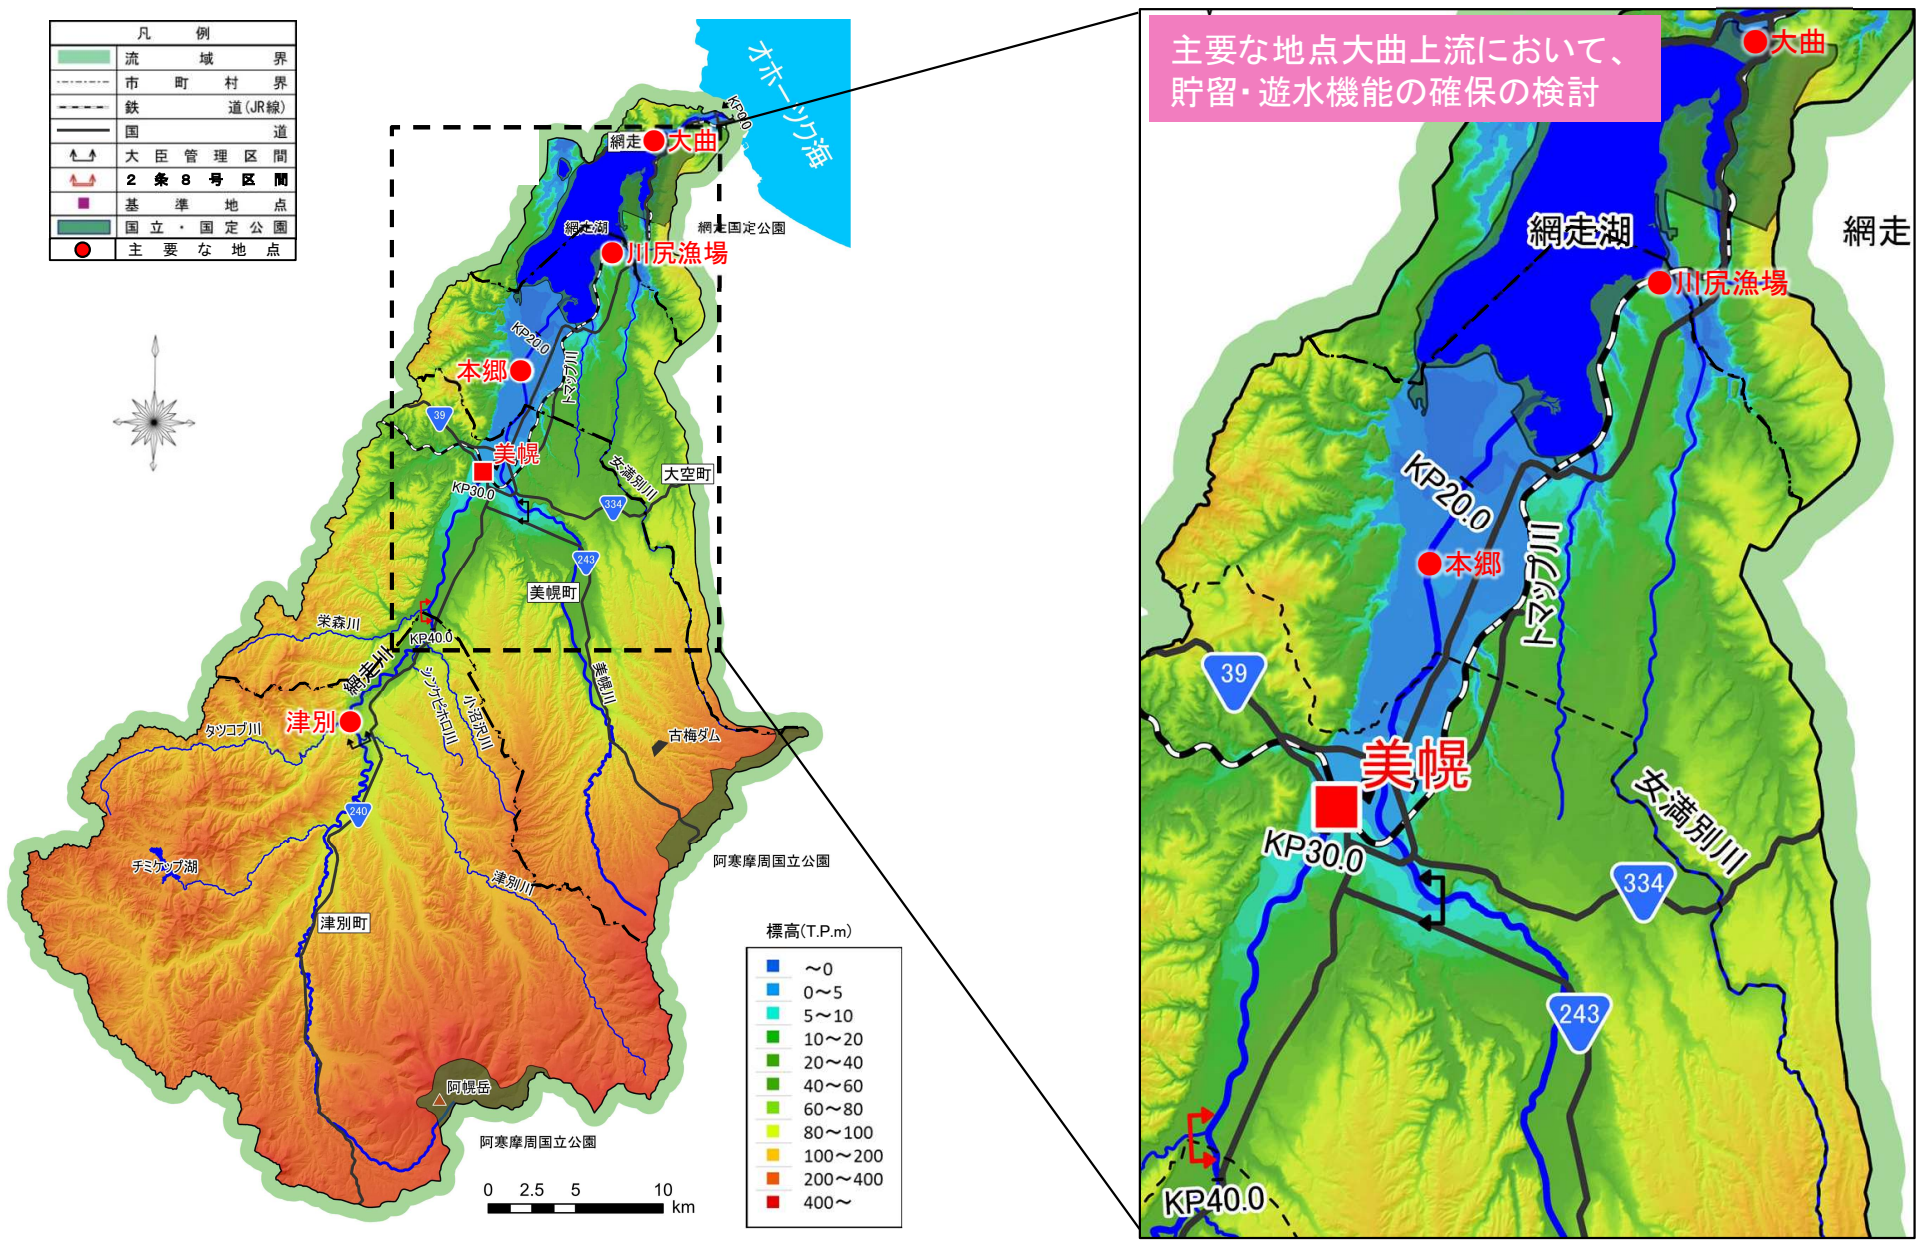 凡 例
流域界
市町村界
鉄道(JR線)
国道
大臣管理区間
2条8号区間
基準地点
国立・国定公園
主要な地点
オホーツク海
KP0.0
網走
大曲
網走湖
網走国定公園
川尻漁場
KP20.0
本郷
トマップ川
39
美幌
KP30.0
女満別川
大空町
334
243
美幌町
栄森川
KP40.0
網走川
シンケピホロ川
小沼沢川
美幌川
津別
タツコブ川
古梅ダム
240
チミケップ湖
阿寒摩周国立公園
津別川
津別町
阿幌岳
阿寒摩周国立公園
0 2.5 5 10
km
標高(T.P.m)
~0
0~5
5~10
10~20
20~40
40~60
60~80
80~100
100~200
200~400
400~
主要な地点大曲上流において、
貯留・遊水機能の確保の検討
大曲
網走湖
網走
川尻漁場
KP20.0
本郷
トマップ川
39
美幌
女満別川
KP30.0
334
243
KP40.0